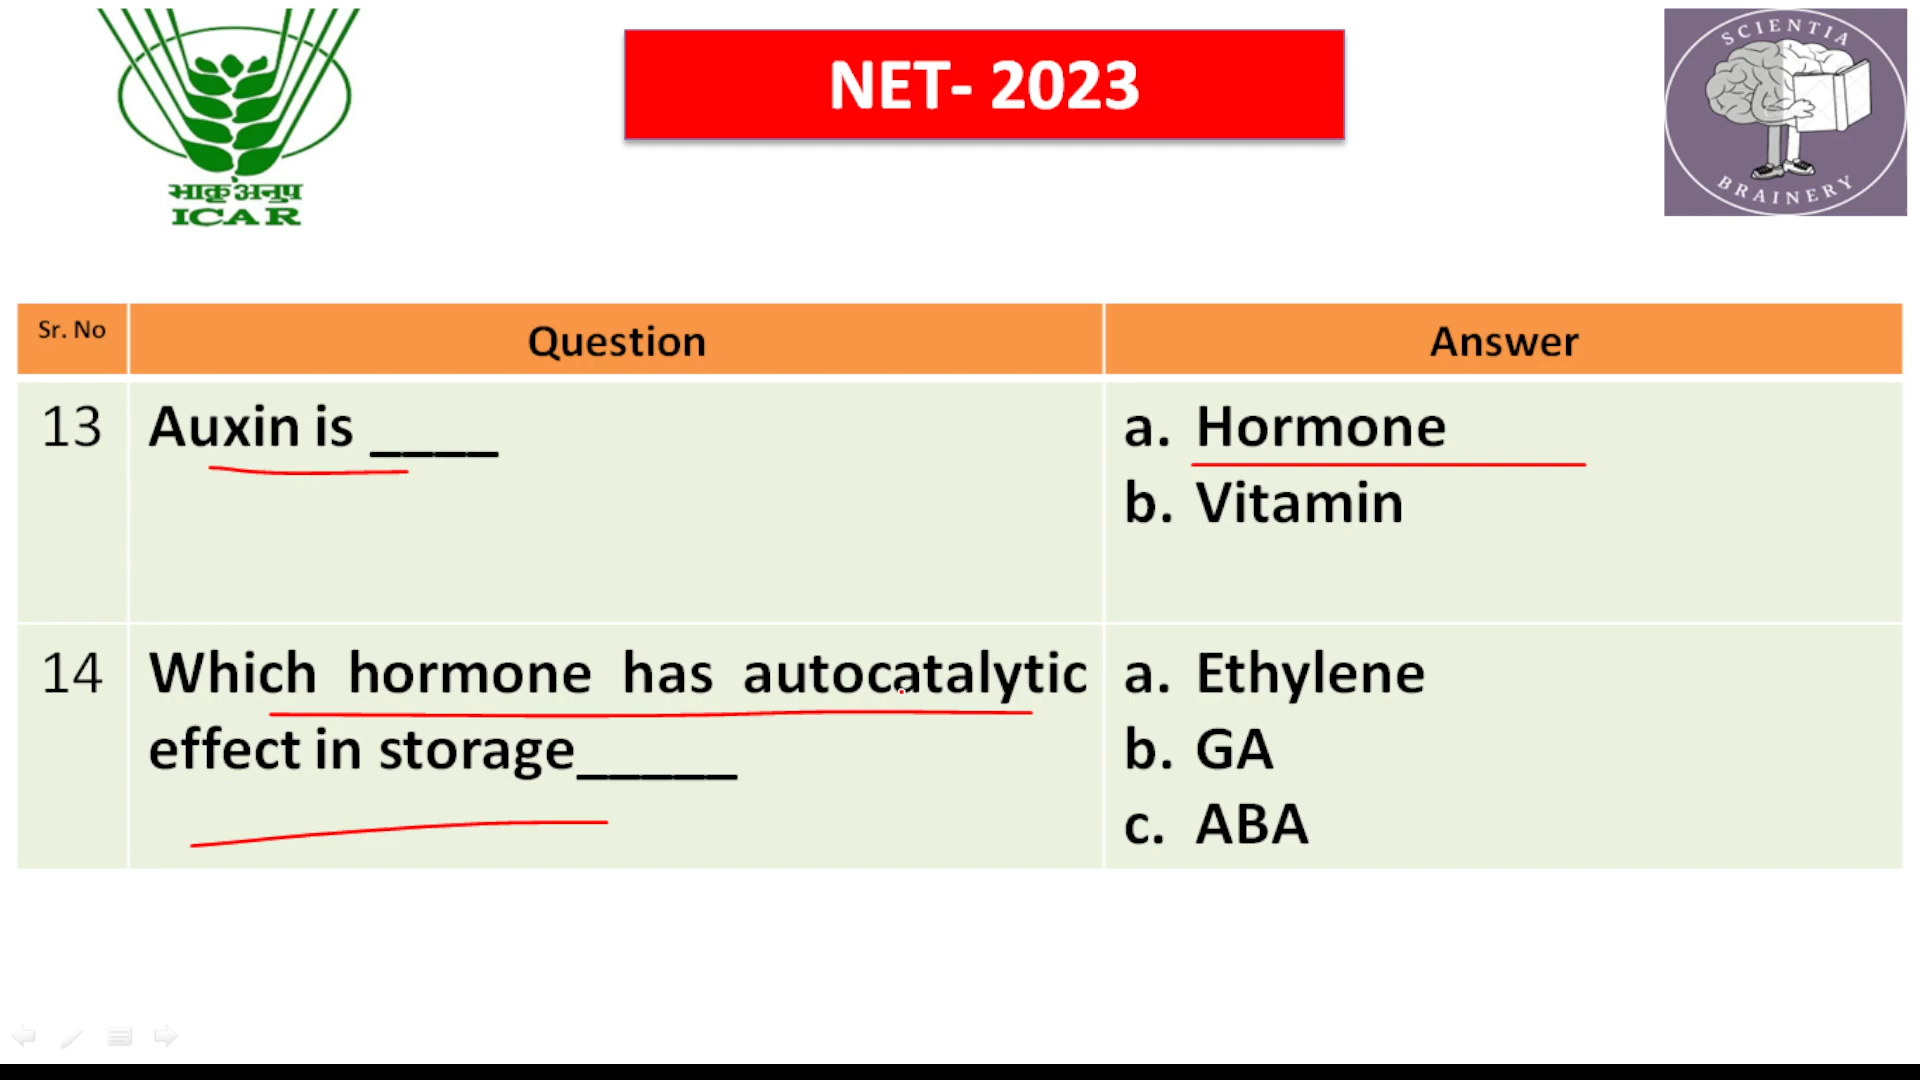 भाकृअनुप
ICAR
NET- 2023
SCIENTIA
BRAINERY
Sr. No
Question
Answer
13
Auxin is ____
a. Hormone
b. Vitamin
14
Which hormone has autocatalytic
effect in storage_____
a. Ethylene
b. GA
c. ABA